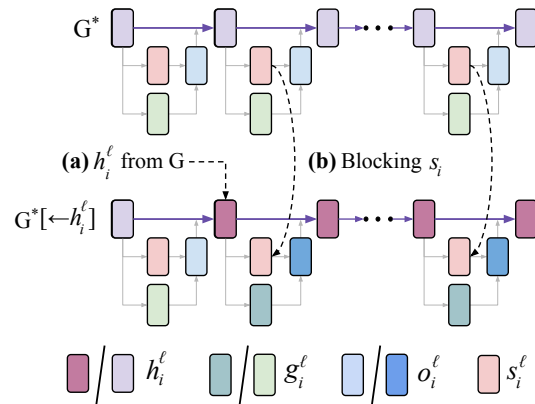 G*
(a) h_i^ℓ from G
(b) Blocking s_i
G*[←h_i^ℓ]
h_i^ℓ
g_i^ℓ
o_i^ℓ
s_i^ℓ